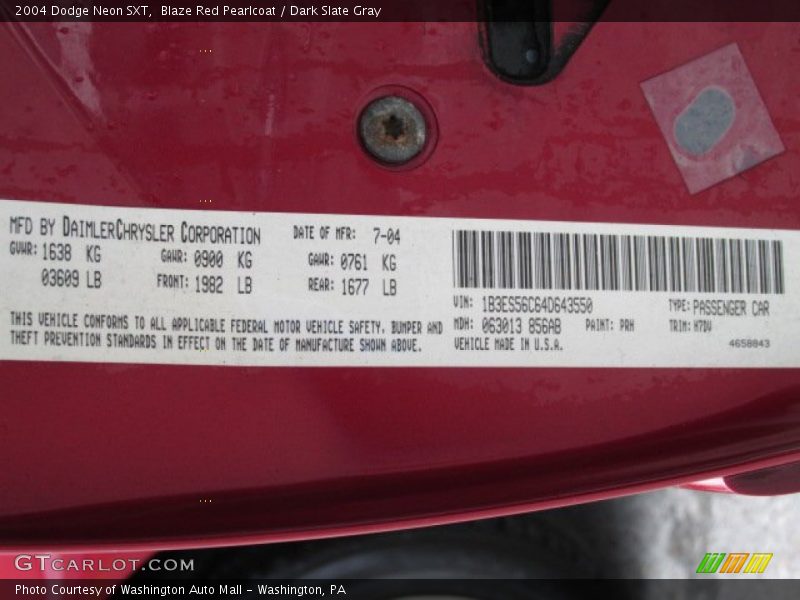 2004 Dodge Neon SXT,  Blaze Red Pearlcoat / Dark Slate Gray
MFD BY DAIMLERCHRYSLER CORPORATION DATE OF MFR: 7-04
GVWR: 1638 KG GAWR: 0900 KG GAWR: 0761 KG
03609 LB FRONT: 1982 LB REAR: 1677 LB
THIS VEHICLE CONFORMS TO ALL APPLICABLE FEDERAL MOTOR VEHICLE SAFETY, BUMPER AND
THEFT PREVENTION STANDARDS IN EFFECT ON THE DATE OF MANUFACTURE SHOWN ABOVE.
VIN: 1B3ES56C64D643550 TYPE: PASSENGER CAR
MDH: 063013 856AB PAINT: PRH TRIM: H7DV
VEHICLE MADE IN U.S.A. 4658843
GTCARLOT.COM
Photo Courtesy of Washington Auto Mall - Washington, PA